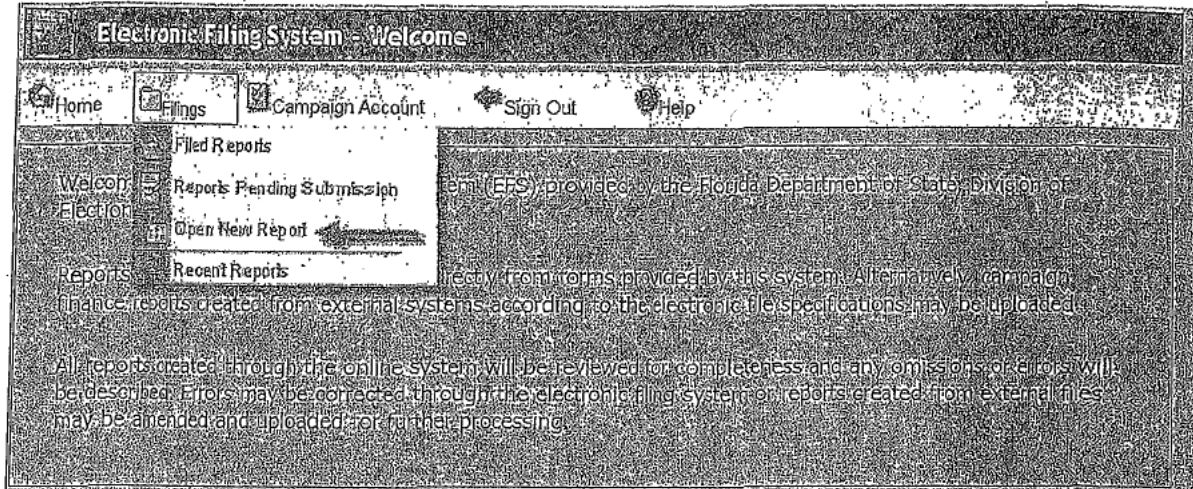 Electronic Filing System - Welcome
Home Filings Campaign Account Sign Out Help
Filed Reports
Reports Pending Submission
Open New Report
Recent Reports
Welcom em (EFS) provided by the Florida Department of State, Division of
Election
Reports rectly from forms provided by this system. Alternatively, campaign
finance reports created from external systems according to the electronic file specifications may be uploaded.
All reports created through the online system will be reviewed for completeness and any omissions or errors will
be described. Errors may be corrected through the electronic filing system or reports created from external files
may be amended and uploaded for further processing.